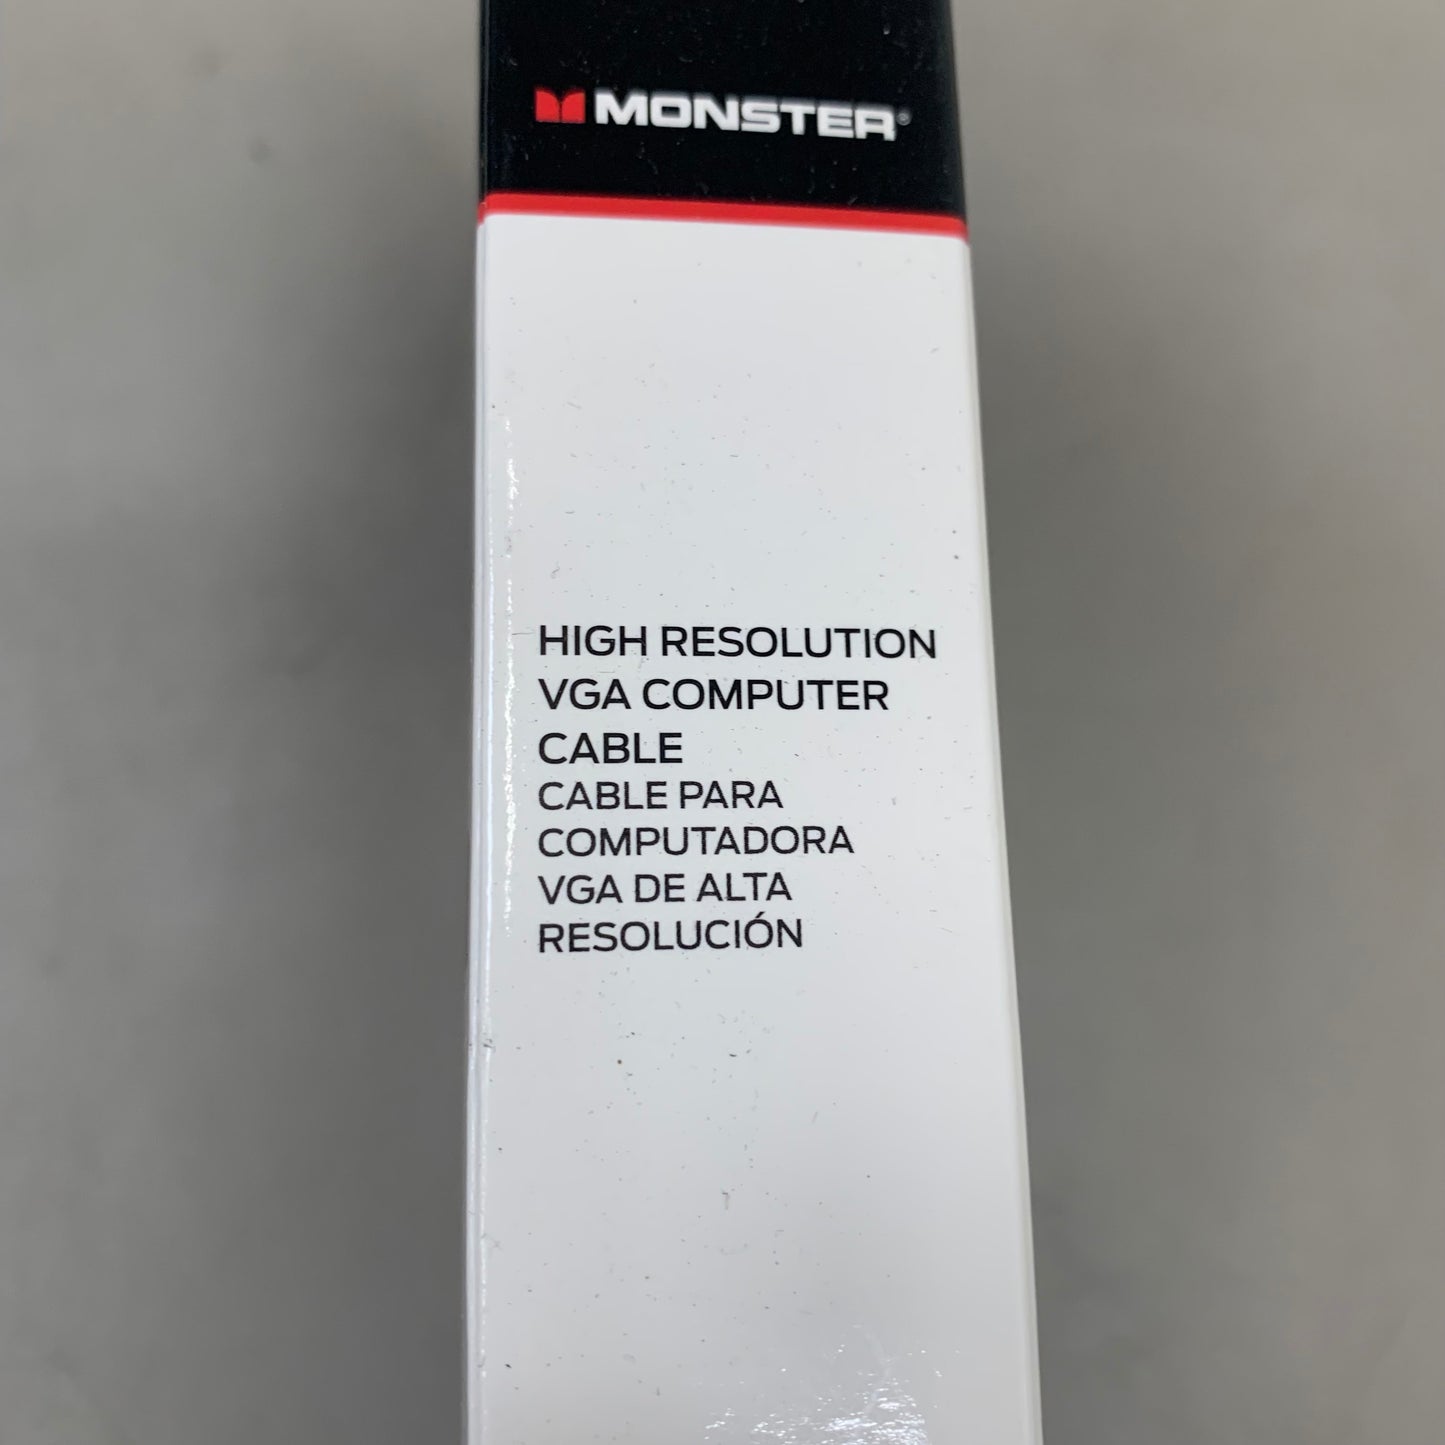 MONSTER®
HIGH RESOLUTION
VGA COMPUTER
CABLE
CABLE PARA
COMPUTADORA
VGA DE ALTA
RESOLUCIÓN